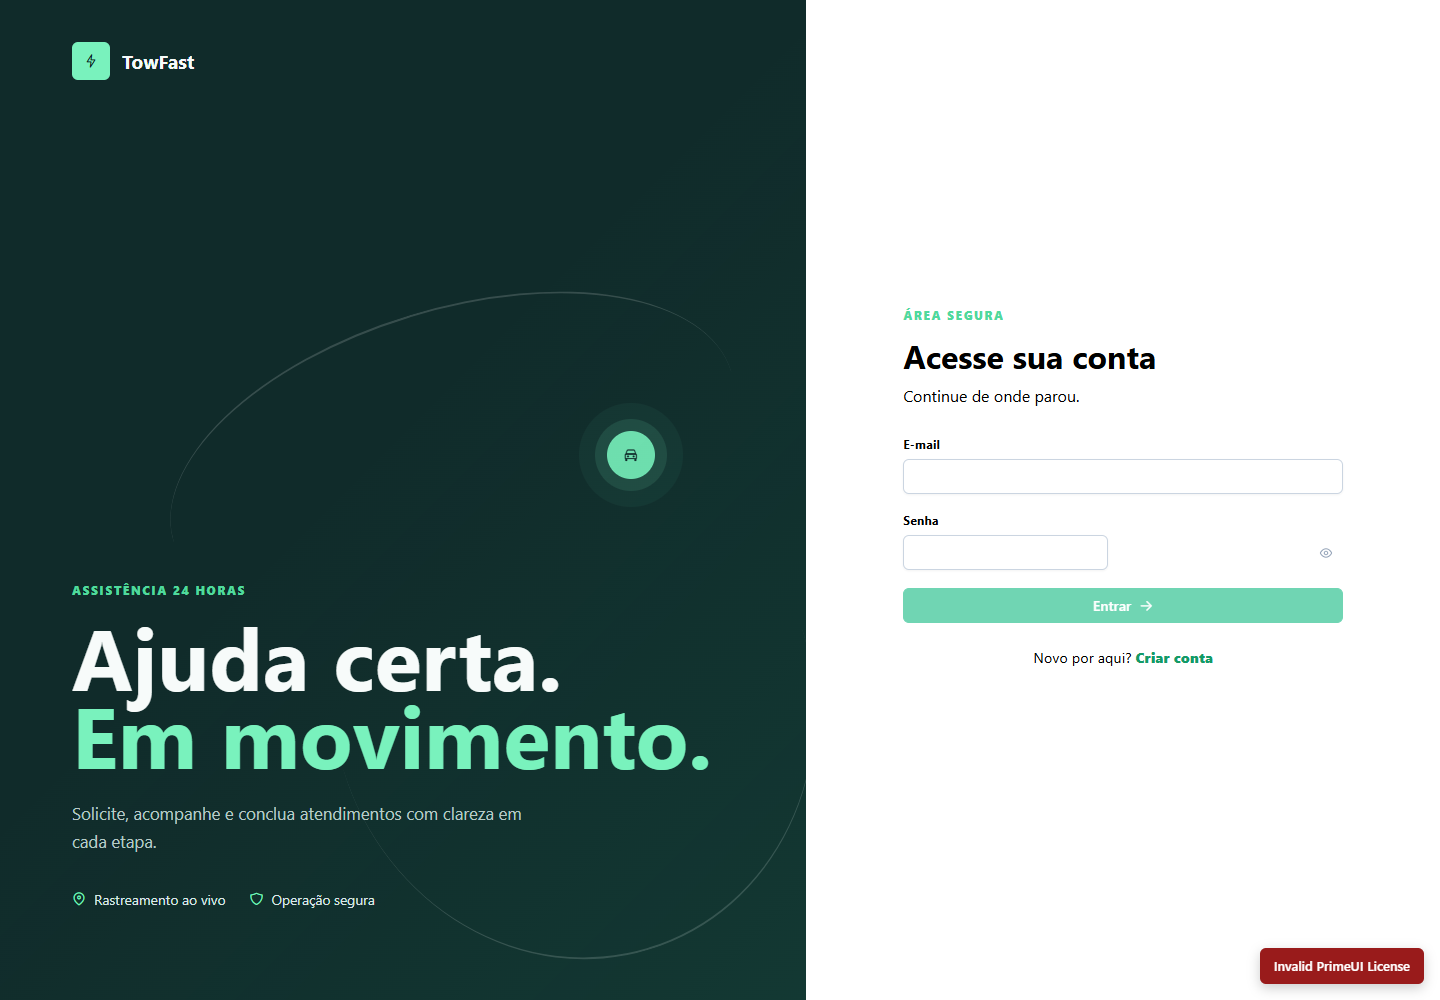 TowFast
ASSISTÊNCIA 24 HORAS
Ajuda certa.
Em movimento.
Solicite, acompanhe e conclua atendimentos com clareza em
cada etapa.
Rastreamento ao vivo
Operação segura
ÁREA SEGURA
Acesse sua conta
Continue de onde parou.
E-mail
Senha
Entrar
Novo por aqui? Criar conta
Invalid PrimeUI License